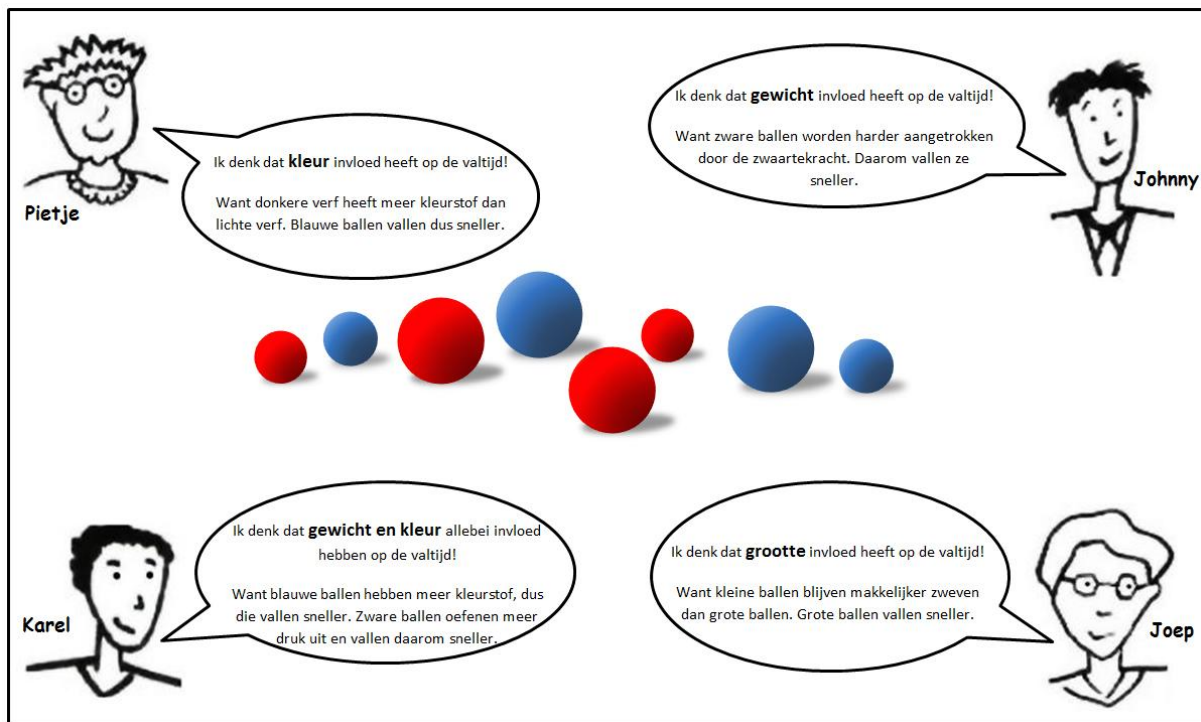 Ik denk dat kleur invloed heeft op de valtijd!
Want donkere verf heeft meer kleurstof dan
lichte verf. Blauwe ballen vallen dus sneller.
Pietje
Ik denk dat gewicht invloed heeft op de valtijd!
Want zware ballen worden harder aangetrokken
door de zwaartekracht. Daarom vallen ze
sneller.
Johnny
Ik denk dat gewicht en kleur allebei invloed
hebben op de valtijd!
Want blauwe ballen hebben meer kleurstof, dus
die vallen sneller. Zware ballen oefenen meer
druk uit en vallen daarom sneller.
Karel
Ik denk dat grootte invloed heeft op de valtijd!
Want kleine ballen blijven makkelijker zweven
dan grote ballen. Grote ballen vallen sneller.
Joep